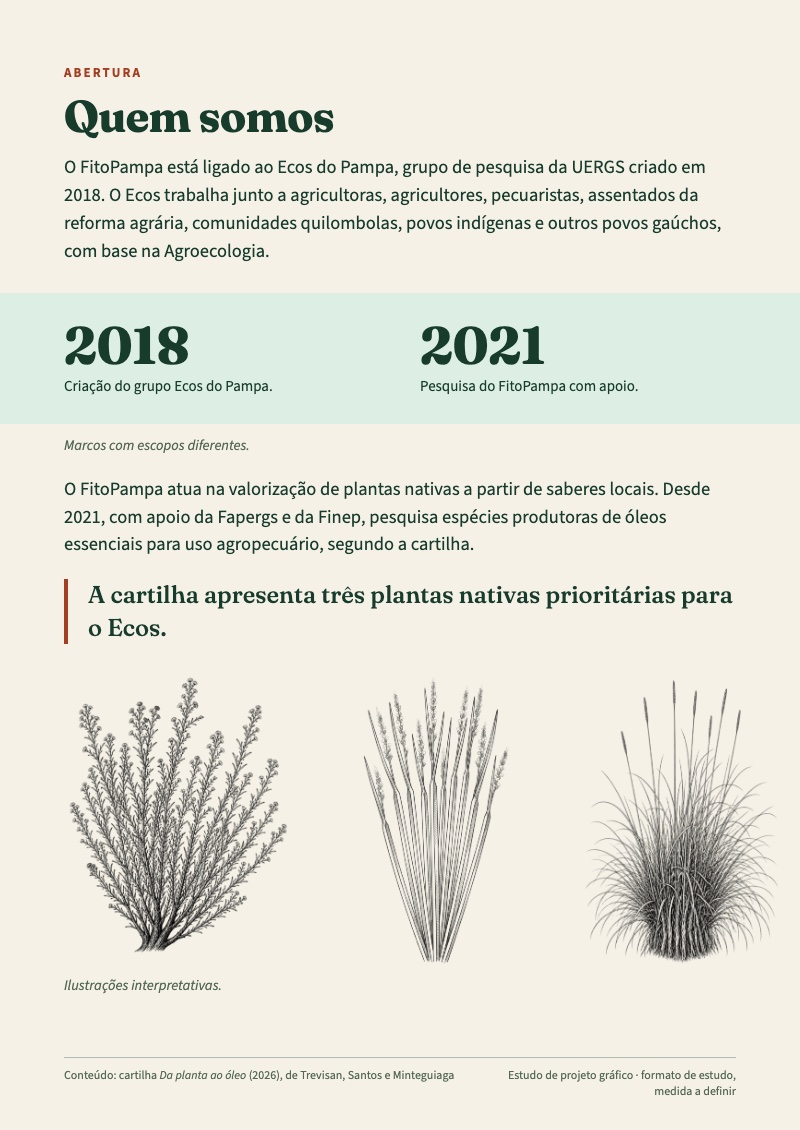 ABERTURA
Quem somos
O FitoPampa está ligado ao Ecos do Pampa, grupo de pesquisa da UERGS criado em
2018. O Ecos trabalha junto a agricultoras, agricultores, pecuaristas, assentados da
reforma agrária, comunidades quilombolas, povos indígenas e outros povos gaúchos,
com base na Agroecologia.
2018
Criação do grupo Ecos do Pampa.
2021
Pesquisa do FitoPampa com apoio.
Marcos com escopos diferentes.
O FitoPampa atua na valorização de plantas nativas a partir de saberes locais. Desde
2021, com apoio da Fapergs e da Finep, pesquisa espécies produtoras de óleos
essenciais para uso agropecuário, segundo a cartilha.
A cartilha apresenta três plantas nativas prioritárias para
o Ecos.
Ilustrações interpretativas.
Conteúdo: cartilha Da planta ao óleo (2026), de Trevisan, Santos e Minteguiaga
Estudo de projeto gráfico · formato de estudo,
medida a definir